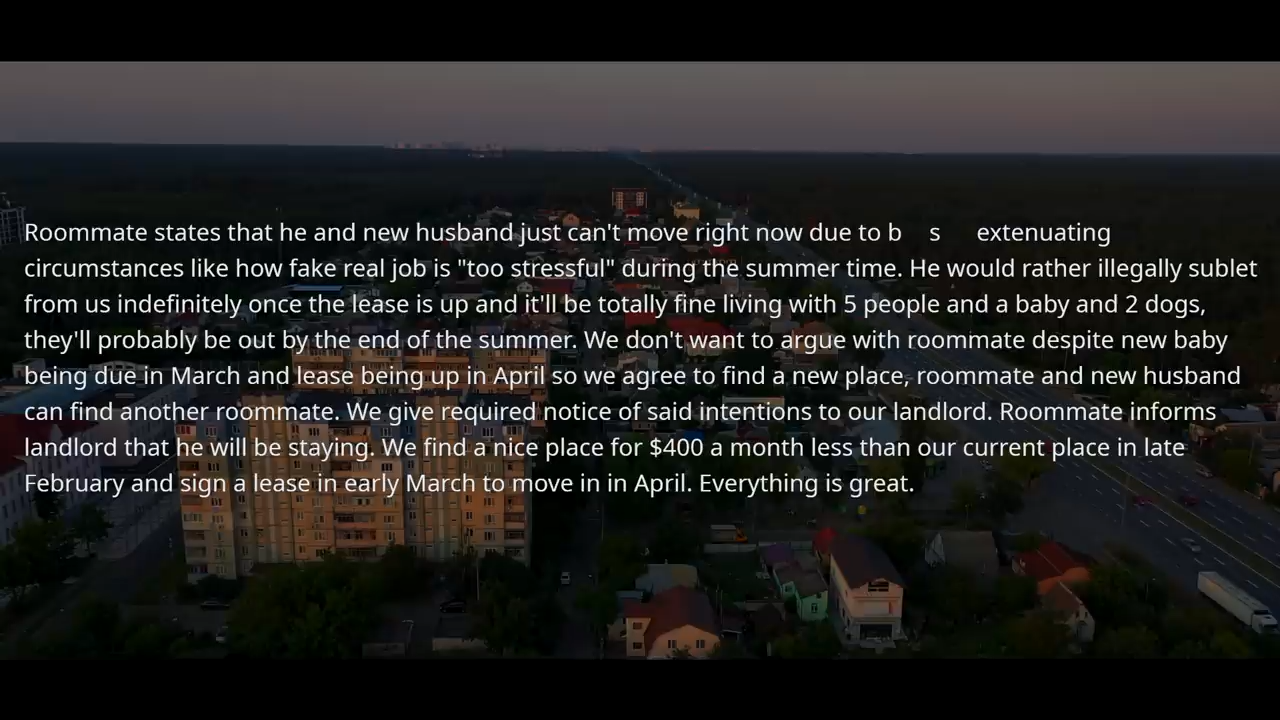 Roommate states that he and new husband just can't move right now due to b s extenuating
circumstances like how fake real job is "too stressful" during the summer time. He would rather illegally sublet
from us indefinitely once the lease is up and it'll be totally fine living with 5 people and a baby and 2 dogs,
they'll probably be out by the end of the summer. We don't want to argue with roommate despite new baby
being due in March and lease being up in April so we agree to find a new place, roommate and new husband
can find another roommate. We give required notice of said intentions to our landlord. Roommate informs
landlord that he will be staying. We find a nice place for $400 a month less than our current place in late
February and sign a lease in early March to move in in April. Everything is great.